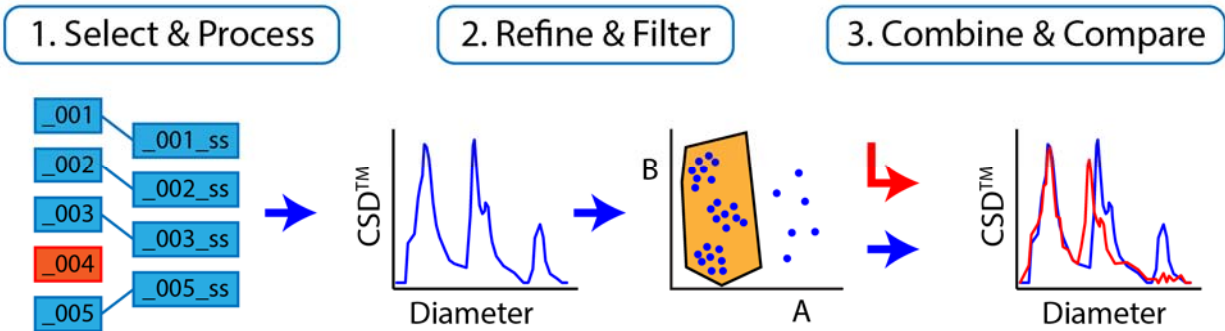 1. Select & Process
2. Refine & Filter
3. Combine & Compare
_001
_001_ss
_002
_002_ss
_003
_003_ss
_004
_005_ss
_005
CSD™
Diameter
B
A
CSD™
Diameter